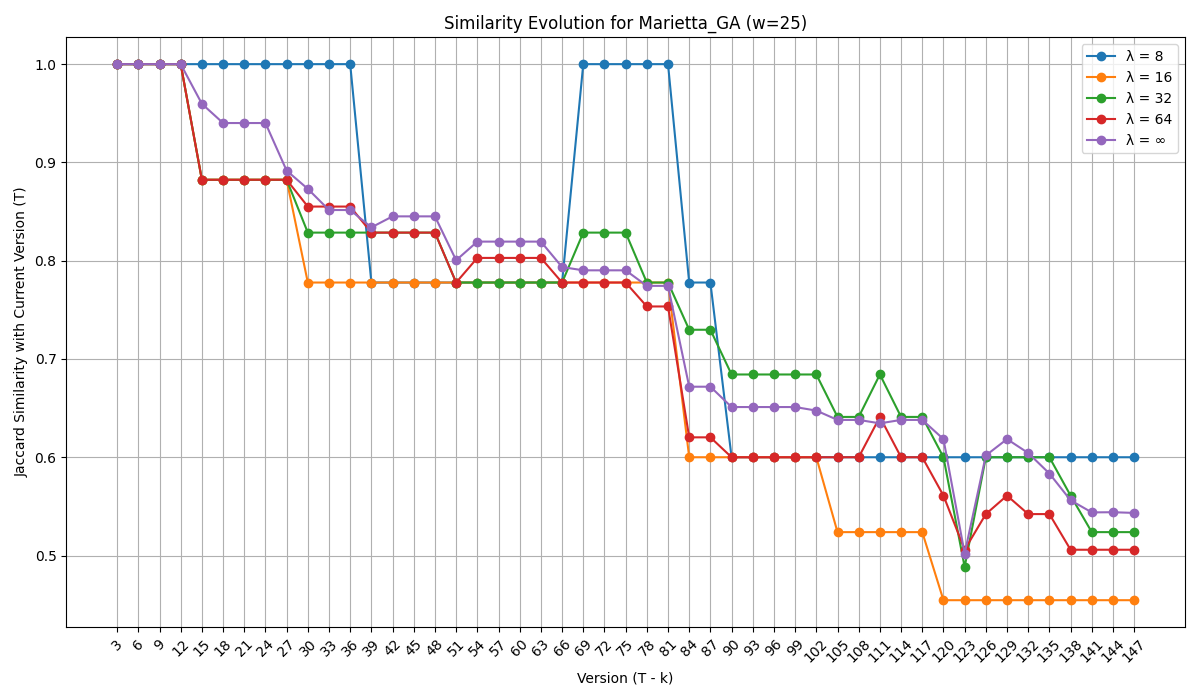 Similarity Evolution for Marietta_GA (w=25)
λ = 8
λ = 16
λ = 32
λ = 64
λ = ∞
Jaccard Similarity with Current Version (T)
1.0
0.9
0.8
0.7
0.6
0.5
3 6 9 12 15 18 21 24 27 30 33 36 39 42 45 48 51 54 57 60 63 66 69 72 75 78 81 84 87 90 93 96 99 102 105 108 111 114 117 120 123 126 129 132 135 138 141 144 147
Version (T - k)